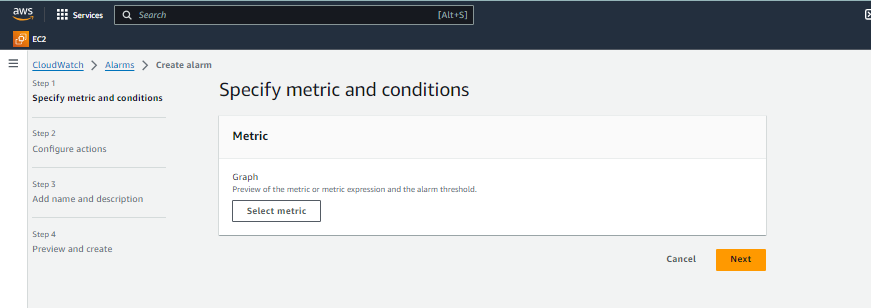 aws
Services
Search
[Alt+S]
EC2
CloudWatch
Alarms
Create alarm
Step 1
Specify metric and conditions
Step 2
Configure actions
Step 3
Add name and description
Step 4
Preview and create
Specify metric and conditions
Metric
Graph
Preview of the metric or metric expression and the alarm threshold.
Select metric
Cancel
Next